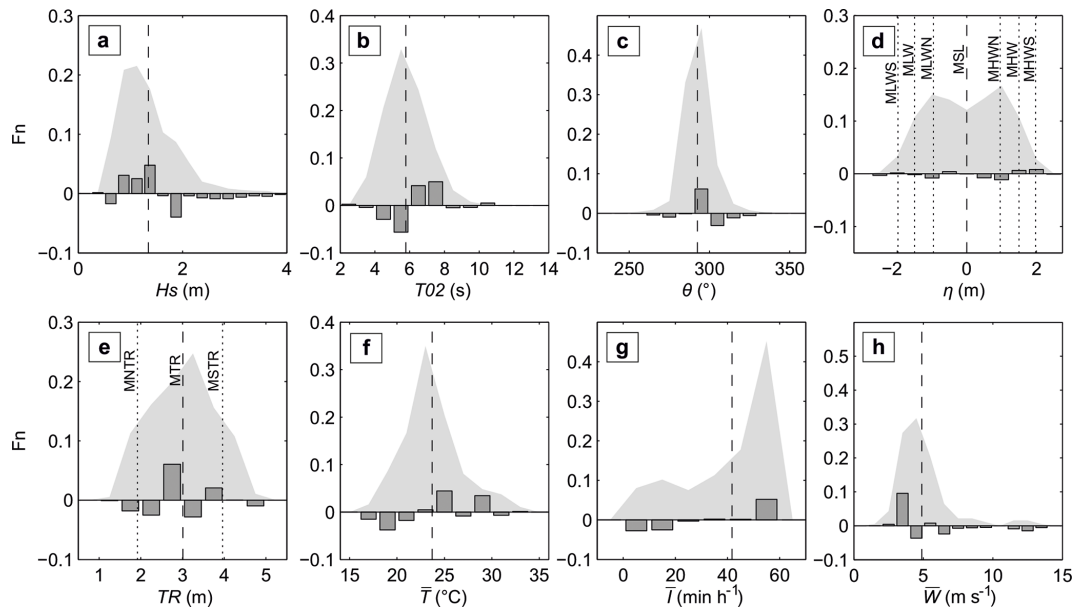 0.3
a
0.2
0.1
0
−0.1
Fn
0
2
4
Hs (m)
0.4
b
0.3
0.2
0.1
0
−0.1
2
4
6
8
10
12
14
T02 (s)
0.5
c
0.4
0.3
0.2
0.1
0
−0.1
250
300
350
θ (°)
0.3
d
0.2
0.1
0
−0.1
MLWS
MLW
MLWN
MSL
MHWN
MHW
MHWS
−2
0
2
η (m)
0.3
e
0.2
0.1
0
−0.1
Fn
MNTR
MTR
MSTR
1
2
3
4
5
TR (m)
0.4
f
0.3
0.2
0.1
0
−0.1
15
20
25
30
35
T̅ (°C)
0.5
g
0.4
0.3
0.2
0.1
0
−0.1
0
20
40
60
I̅ (min h⁻¹)
h
0.5
0.4
0.3
0.2
0.1
0
−0.1
0
5
10
15
W̅ (m s⁻¹)